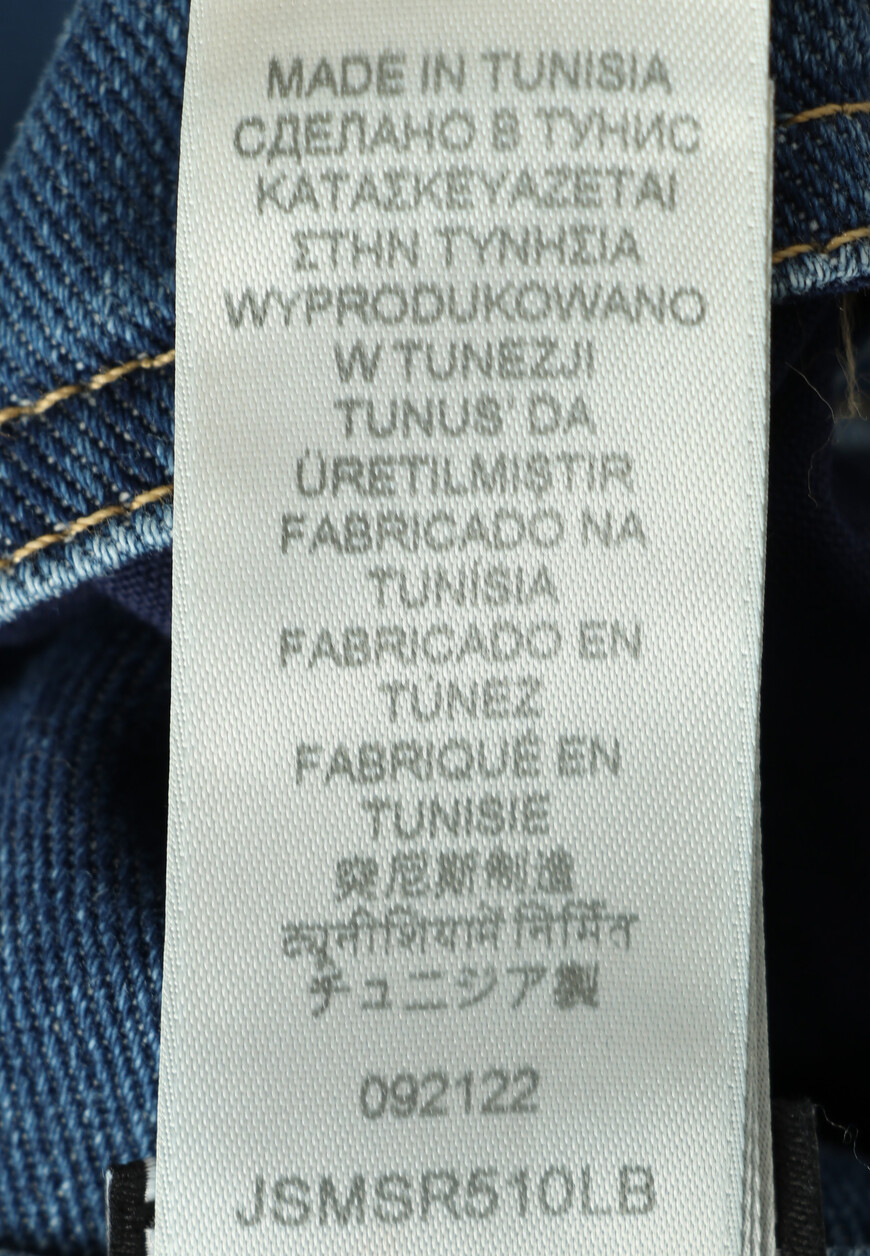 MADE IN TUNISIA
СДЕЛАНО В ТУНИС
ΚΑΤΑΣΚΕΥΑΖΕΤΑΙ
ΣΤΗΝ ΤΥΝΗΣΙΑ
WYPRODUKOWANO
W TUNEZJI
TUNUS' DA
ÜRETILMIŞTIR
FABRICADO NA
TUNÍSIA
FABRICADO EN
TÚNEZ
FABRIQUÉ EN
TUNISIE
突尼斯制造
ट्यूनीशियामें निर्मित
チュニジア製
092122
JSMSR510LB